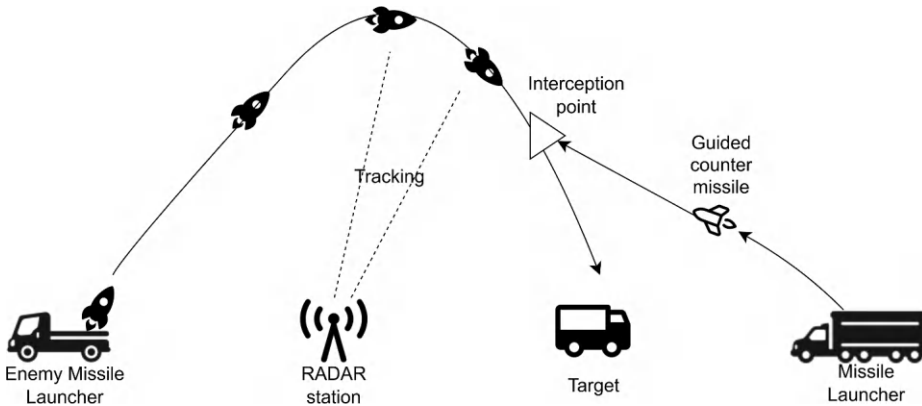 Interception
point
Guided
counter
missile
Tracking
Enemy Missile
Launcher
RADAR
station
Target
Missile
Launcher